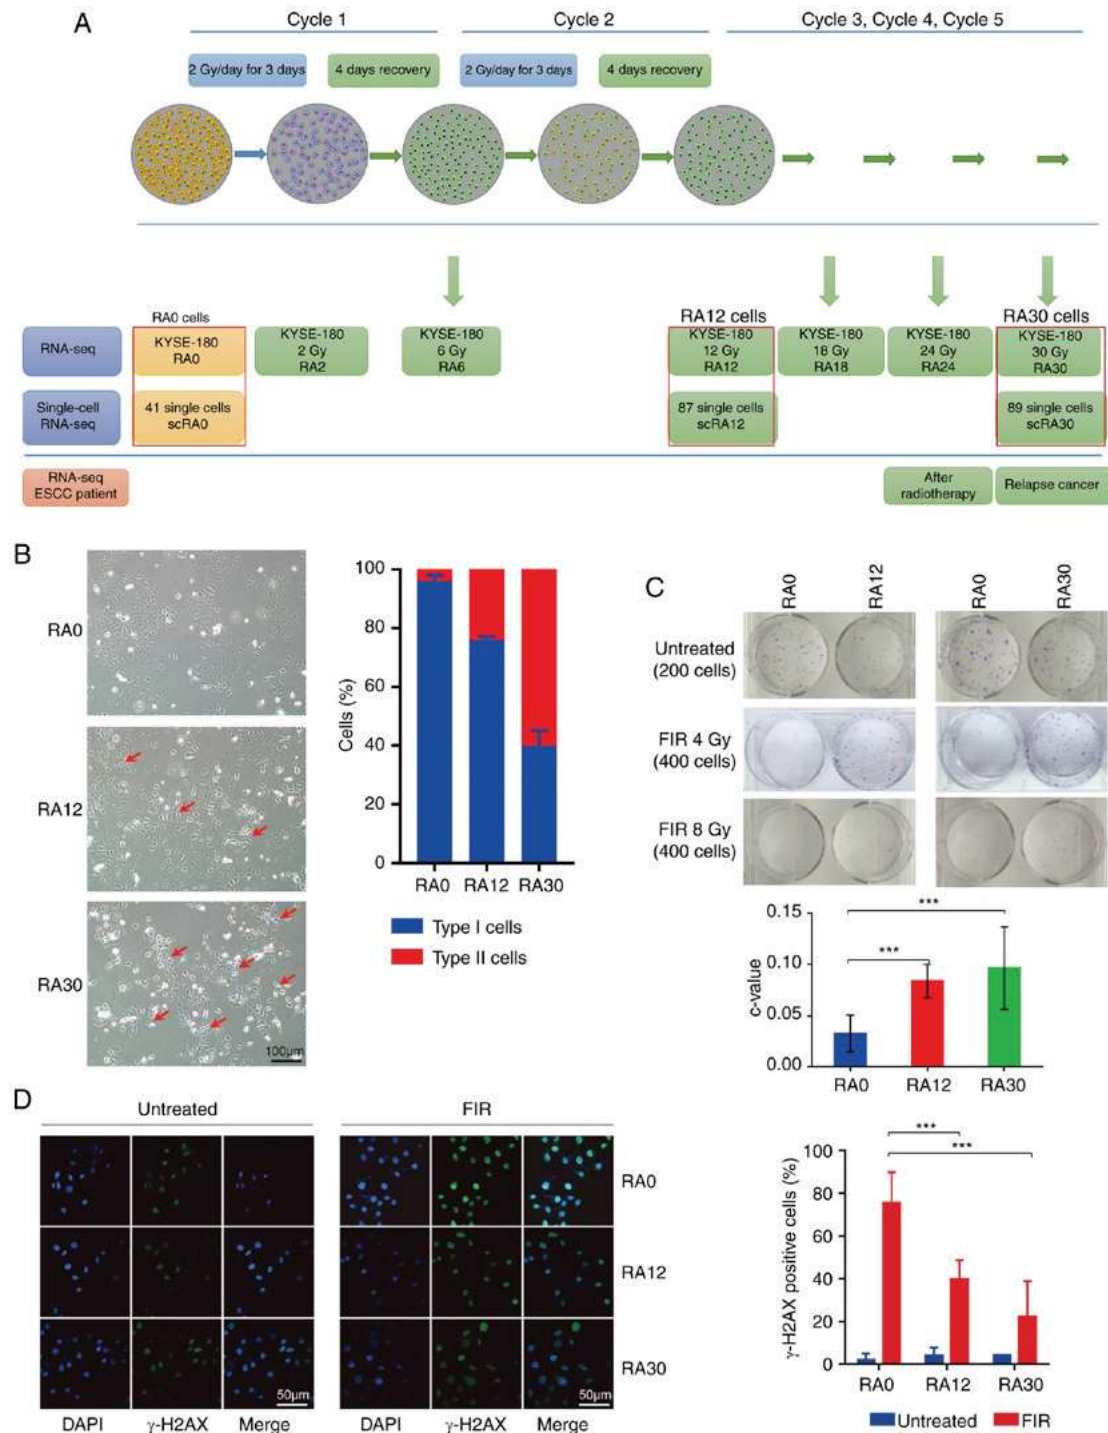 A
Cycle 1
Cycle 2
Cycle 3, Cycle 4, Cycle 5
2 Gy/day for 3 days
4 days recovery
2 Gy/day for 3 days
4 days recovery
RA0 cells
RA12 cells
RA30 cells
RNA-seq
KYSE-180
RA0
KYSE-180
2 Gy
RA2
KYSE-180
6 Gy
RA6
KYSE-180
12 Gy
RA12
KYSE-180
18 Gy
RA18
KYSE-180
24 Gy
RA24
KYSE-180
30 Gy
RA30
Single-cell
RNA-seq
41 single cells
scRA0
87 single cells
scRA12
89 single cells
scRA30
RNA-seq
ESCC patient
After
radiotherapy
Relapse cancer
B
RA0
RA12
RA30
100μm
Cells (%)
100
80
60
40
20
0
RA0
RA12
RA30
Type I cells
Type II cells
C
RA0
RA12
RA0
RA30
Untreated
(200 cells)
FIR 4 Gy
(400 cells)
FIR 8 Gy
(400 cells)
c-value
0.15
0.10
0.05
0.00
***
***
RA0
RA12
RA30
D
Untreated
FIR
RA0
RA12
RA30
50μm
50μm
DAPI
γ-H2AX
Merge
DAPI
γ-H2AX
Merge
γ-H2AX positive cells (%)
100
80
60
40
20
0
***
***
RA0
RA12
RA30
Untreated
FIR